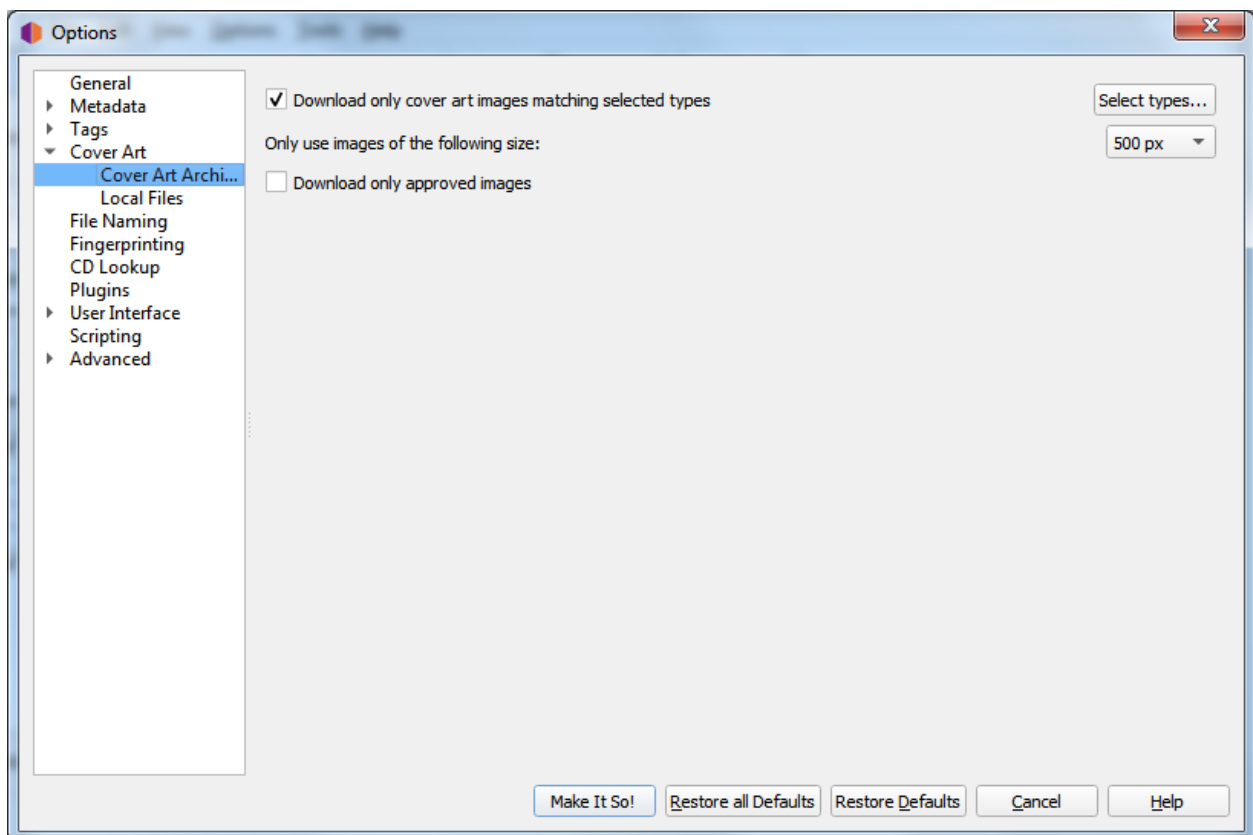 Options
General
Metadata
Tags
Cover Art
Cover Art Archi...
Local Files
File Naming
Fingerprinting
CD Lookup
Plugins
User Interface
Scripting
Advanced
Download only cover art images matching selected types Select types...
Only use images of the following size: 500 px
Download only approved images
Make It So! Restore all Defaults Restore Defaults Cancel Help